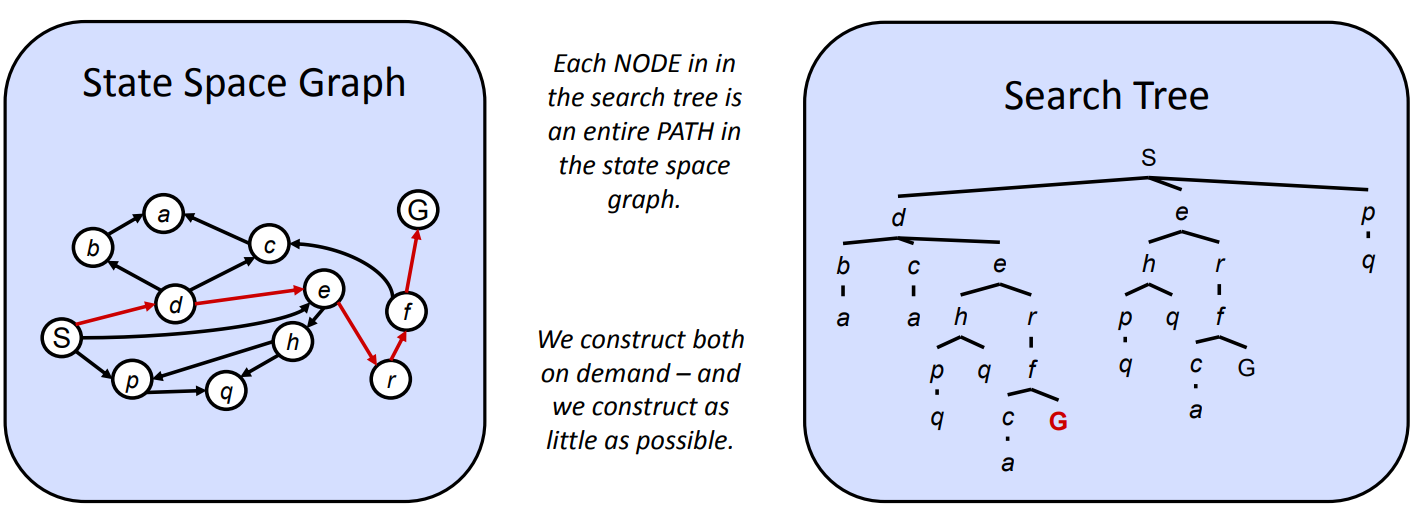 State Space Graph
G
a
b
c
e
d
f
S
h
p
q
r
Each NODE in in
the search tree is
an entire PATH in
the state space
graph.
We construct both
on demand – and
we construct as
little as possible.
Search Tree
S
d e p
b c e h r q
a a h r p q f
p q f q c G
q c G a
a